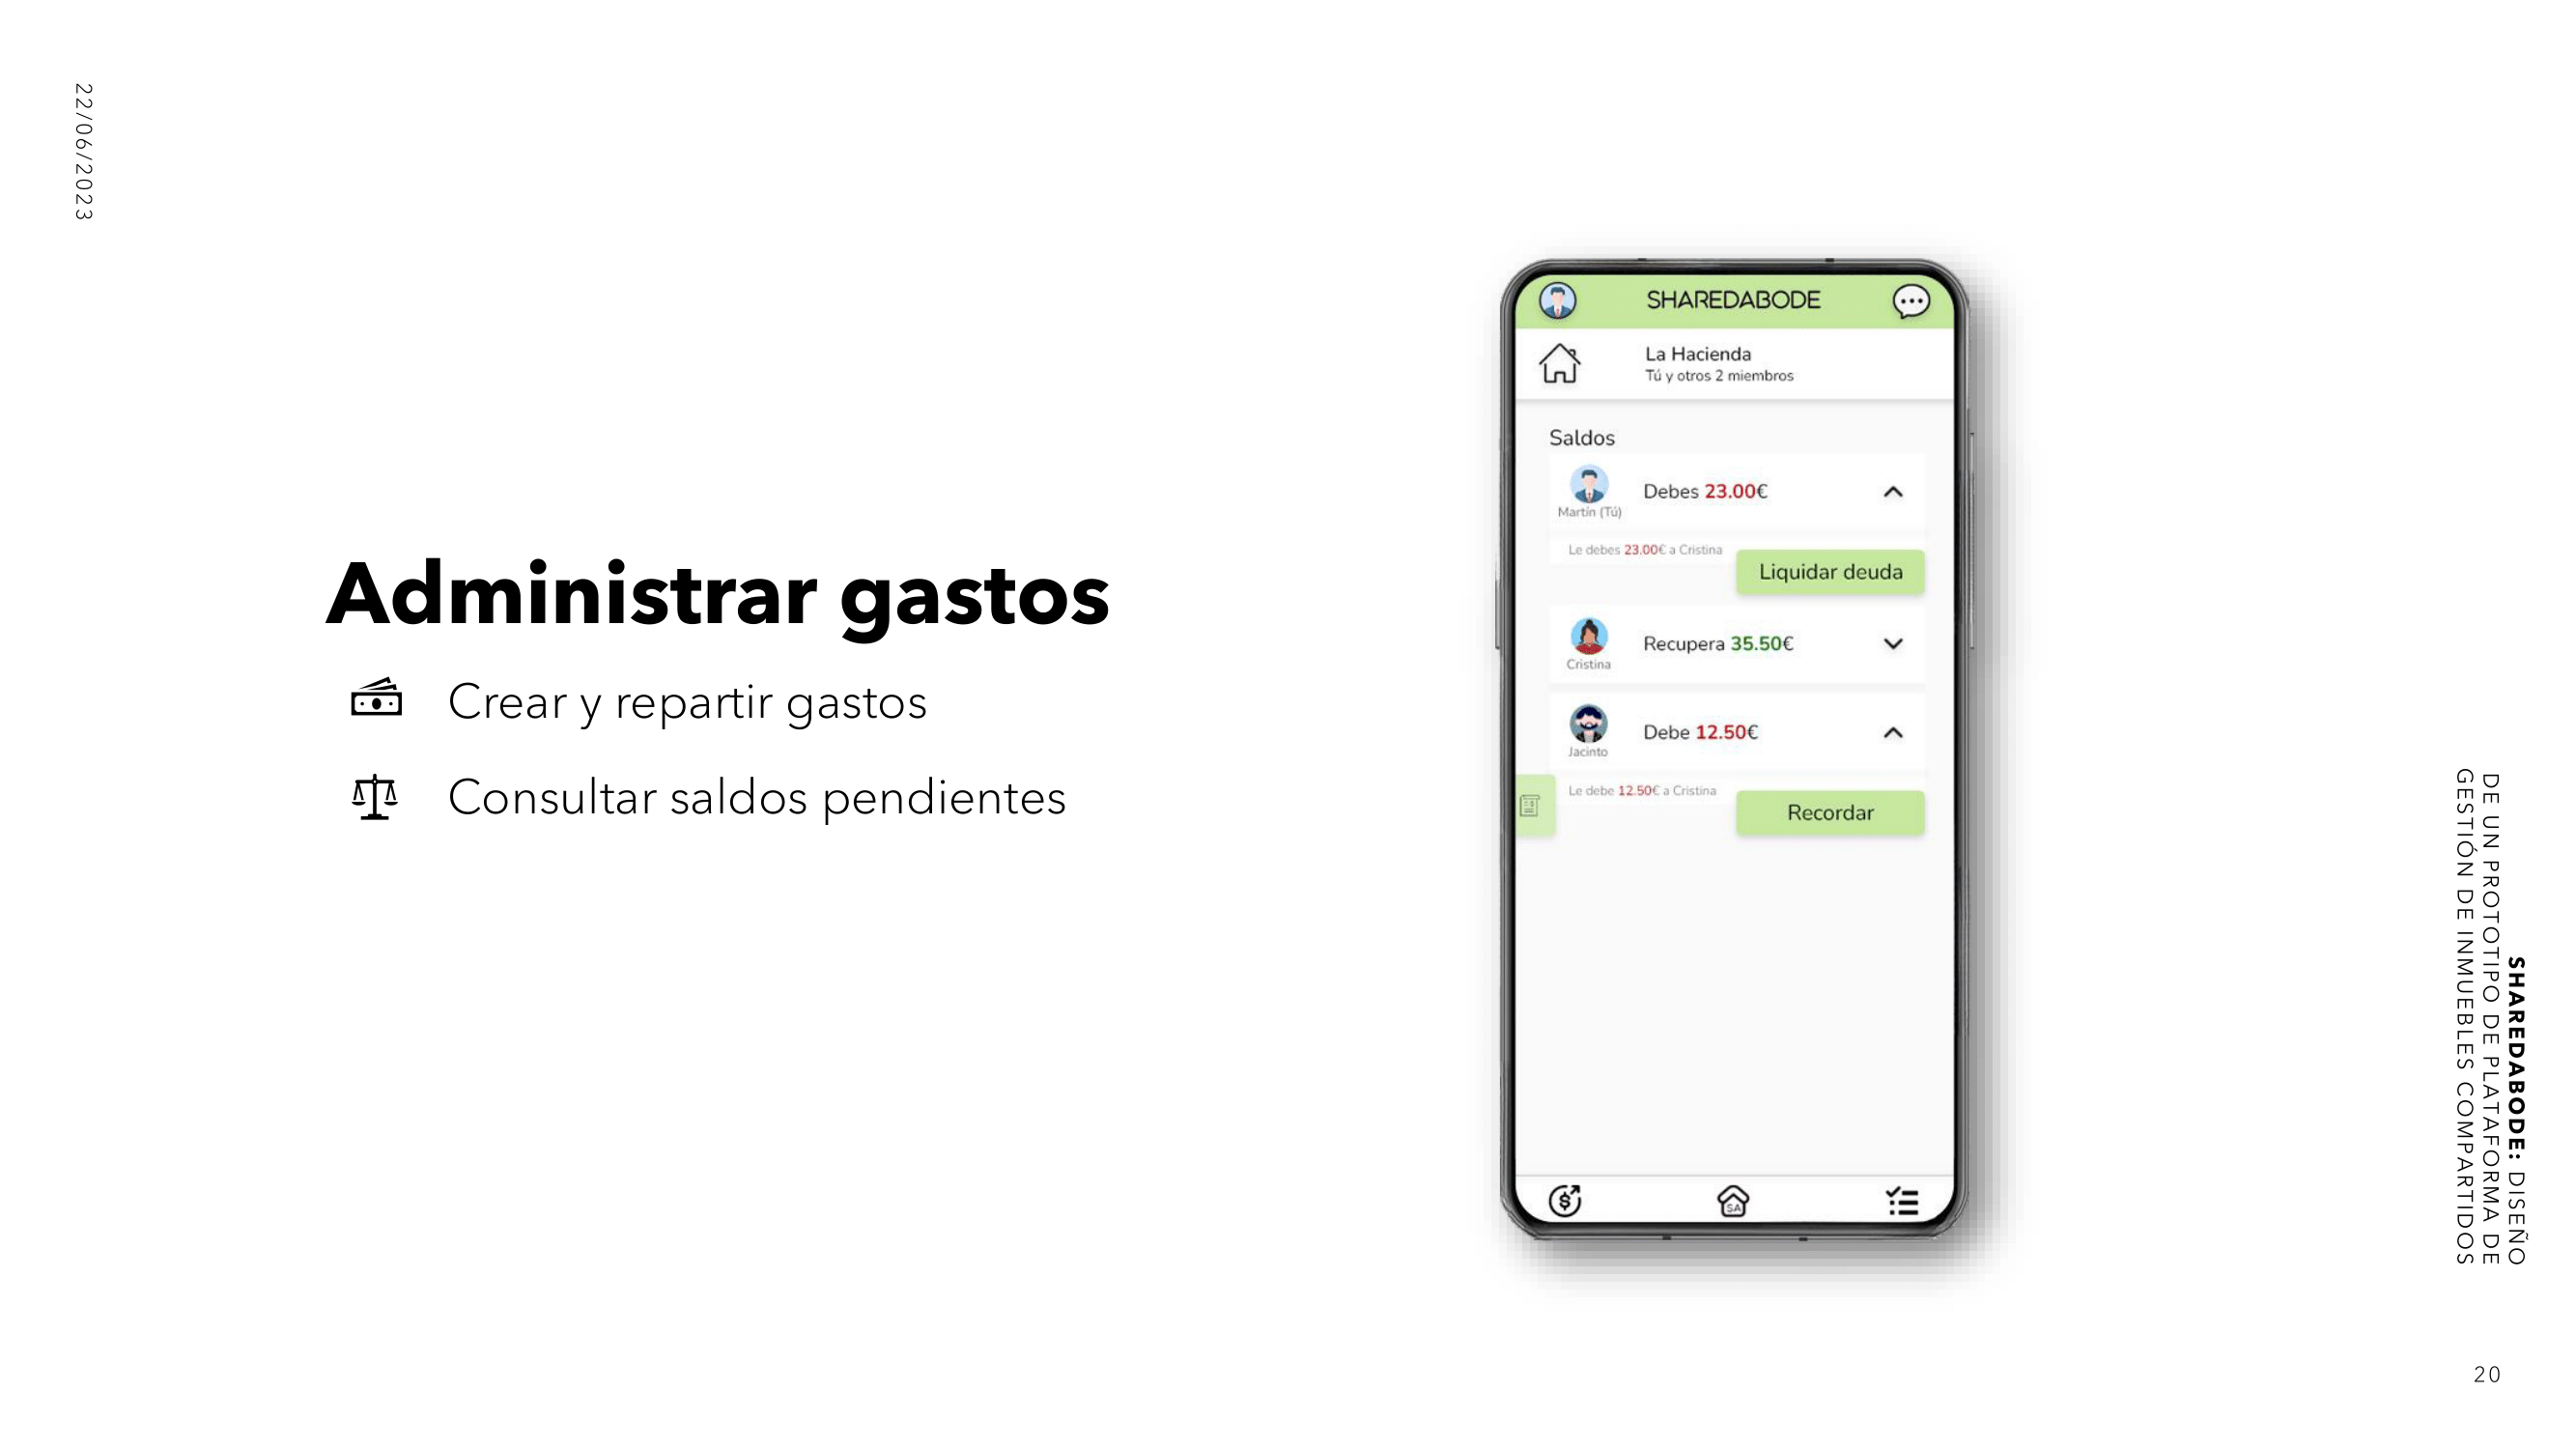 22/06/2023
Administrar gastos
Crear y repartir gastos
Consultar saldos pendientes
SHAREDABODE
La Hacienda
Tú y otros 2 miembros
Saldos
Debes 23.00€
Martín (Tú)
Le debes 23.00€ a Cristina
Liquidar deuda
Recupera 35.50€
Cristina
Debe 12.50€
Jacinto
Le debe 12.50€ a Cristina
Recordar
$
SA
SHAREDABODE: DISEÑO
DE UN PROTOTIPO DE PLATAFORMA DE
GESTIÓN DE INMUEBLES COMPARTIDOS
20